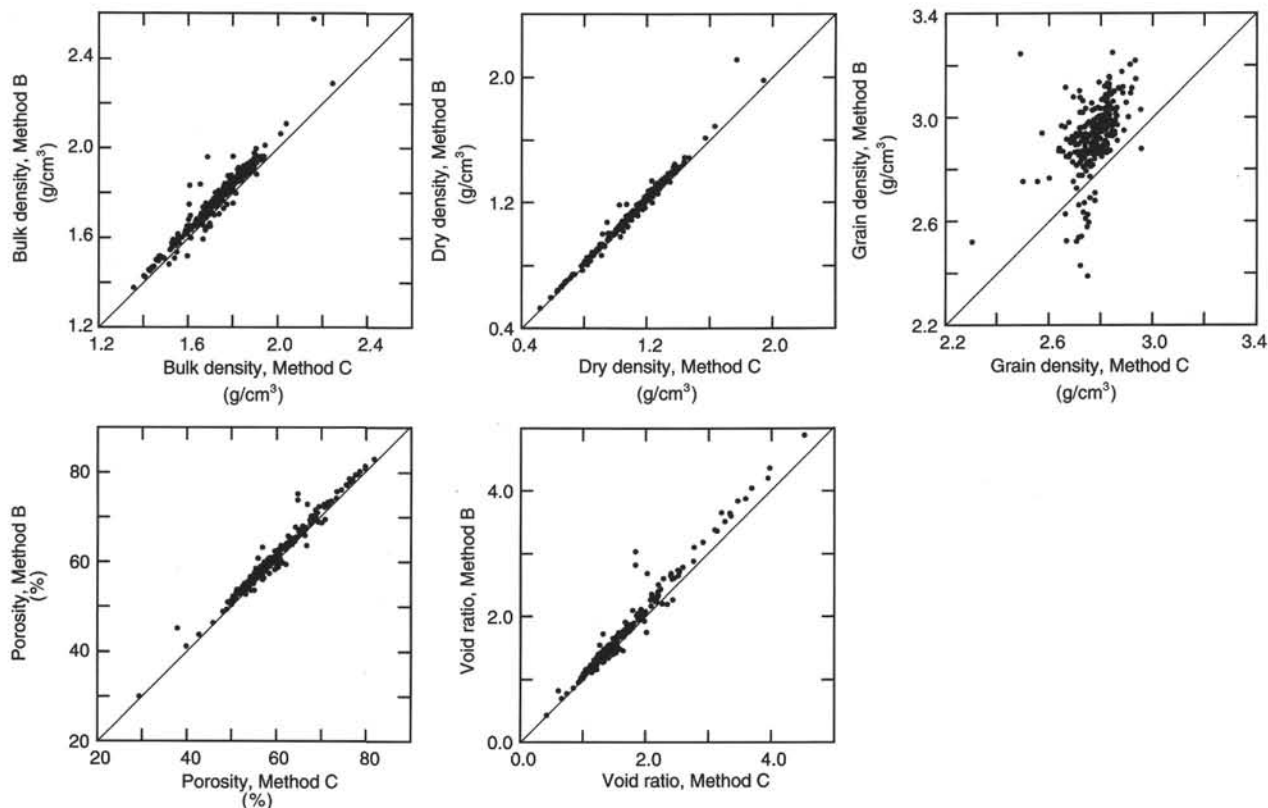 2.4
2.0
1.6
1.2
Bulk density, Method B
(g/cm³)
1.2
1.6
2.0
2.4
Bulk density, Method C
(g/cm³)
2.0
1.2
0.4
Dry density, Method B
(g/cm³)
0.4
1.2
2.0
Dry density, Method C
(g/cm³)
3.4
3.0
2.6
2.2
Grain density, Method B
(g/cm³)
2.2
2.6
3.0
3.4
Grain density, Method C
(g/cm³)
80
60
40
20
Porosity, Method B
(%)
20
40
60
80
Porosity, Method C
(%)
4.0
2.0
0.0
Void ratio, Method B
0.0
2.0
4.0
Void ratio, Method C